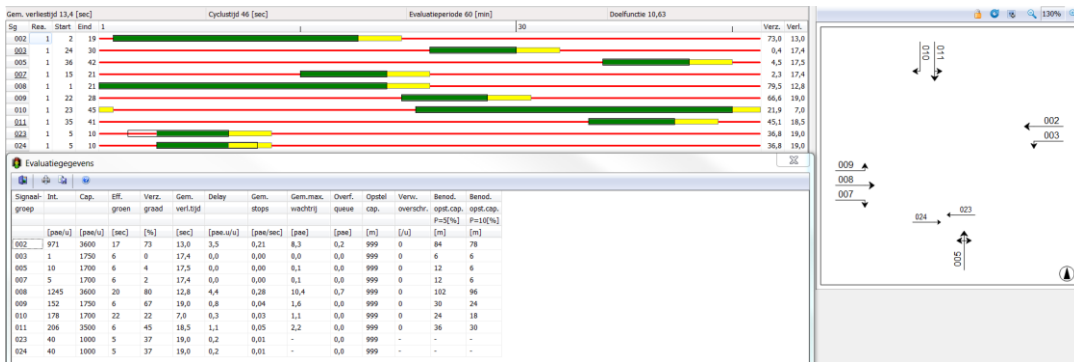 Gem. verliestijd 13,4 [sec] Cyclustijd 46 [sec] Evaluatieperiode 60 [min] Doelfunctie 10,63
130%
Sg Rea. Start Eind 1 30 Verz. Verl.
002 1 2 19 73,0 13,0
003 1 24 30 0,4 17,4
005 1 36 42 4,5 17,5
007 1 15 21 2,3 17,4
008 1 1 21 79,5 12,8
009 1 22 28 66,6 19,0
010 1 23 45 21,9 7,0
011 1 35 41 45,1 18,5
023 1 5 10 36,8 19,0
024 1 5 10 36,8 19,0
Evaluatiegegevens
Signaal- Int. Cap. Eff. Verz. Gem. Delay Gem. Gem.max. Overf. Opstel Verw. Benod. Benod.
groep groen graad verl.tijd stops wachtrij queue cap. overschr. opst.cap. opst.cap.
P=5[%] P=10[%]
[pae/u] [pae/u] [sec] [%] [sec] [pae.u/u] [pae/sec] [pae] [pae] [m] [/u] [m] [m]
002 971 3600 17 73 13,0 3,5 0,21 8,3 0,2 999 0 84 78
003 1 1750 6 0 17,4 0,0 0,00 0,0 0,0 999 0 6 6
005 10 1700 6 4 17,5 0,0 0,00 0,1 0,0 999 0 12 6
007 5 1700 6 2 17,4 0,0 0,00 0,1 0,0 999 0 12 6
008 1245 3600 20 80 12,8 4,4 0,28 10,4 0,7 999 0 102 96
009 152 1750 6 67 19,0 0,8 0,04 1,6 0,0 999 0 30 24
010 178 1700 22 22 7,0 0,3 0,03 1,1 0,0 999 0 24 18
011 206 3500 6 45 18,5 1,1 0,05 2,2 0,0 999 0 36 30
023 40 1000 5 37 19,0 0,2 0,01 - 0,0 999 0 - -
024 40 1000 5 37 19,0 0,2 0,01 - 0,0 999 0 - -
010 011
002
003
009
008
007
023
024
005